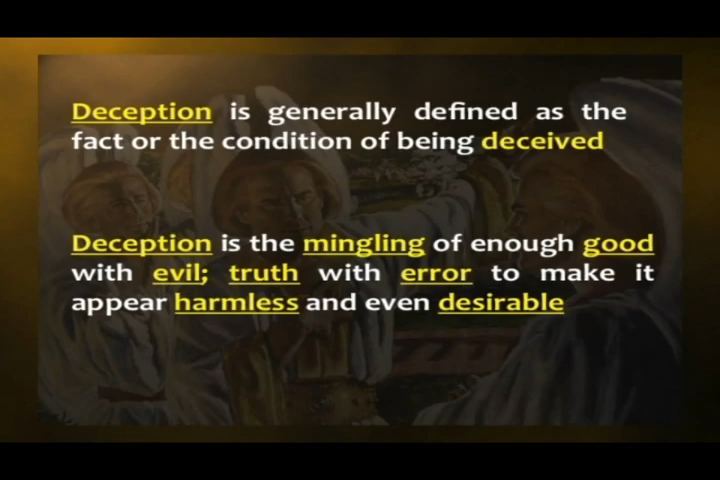 Deception is generally defined as the
fact or the condition of being deceived
Deception is the mingling of enough good
with evil; truth with error to make it
appear harmless and even desirable